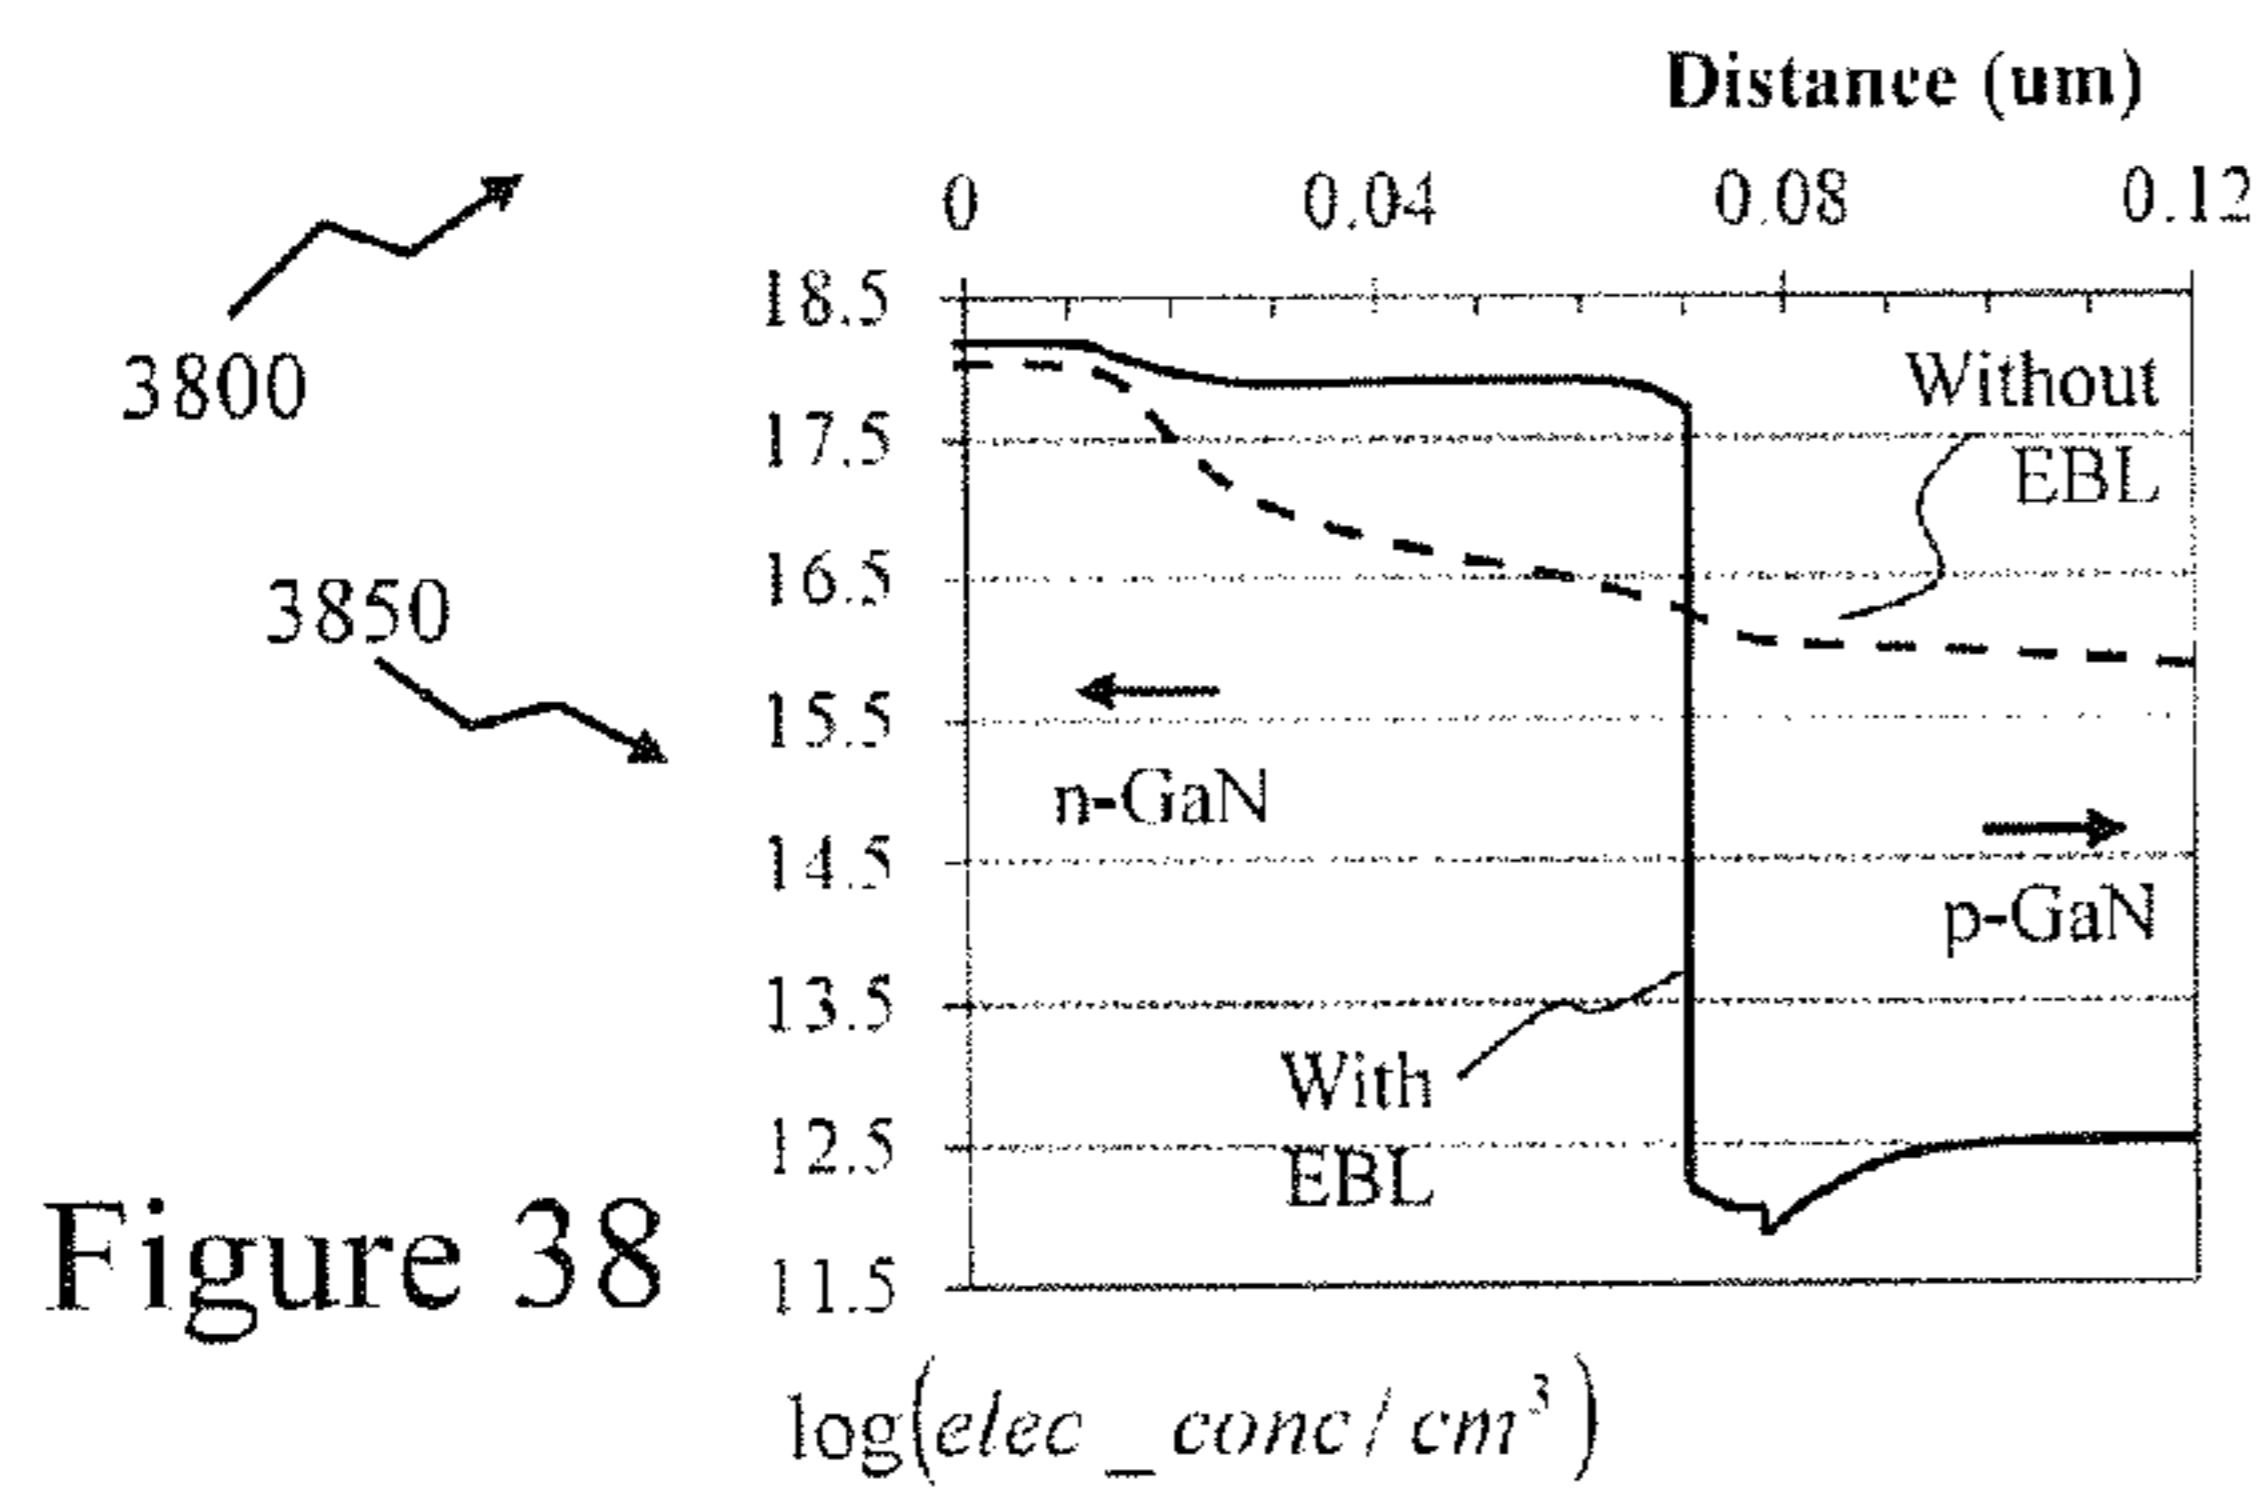 Distance (um)
0 0.04 0.08 0.12
18.5
3800
Without
EBL
17.5
16.5
3850
15.5
n-GaN
14.5
p-GaN
13.5
With
EBL
12.5
11.5
Figure 38
log(elec_conc/cm³)